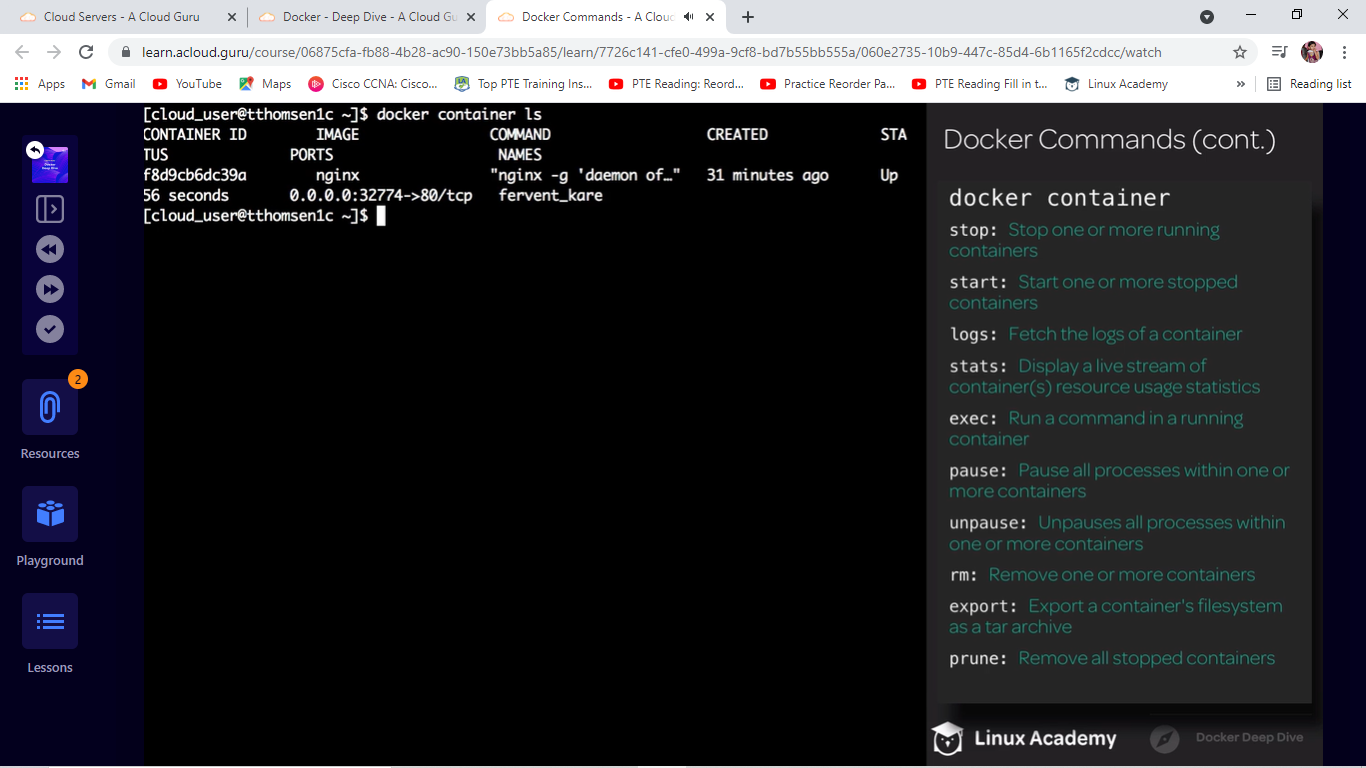 Cloud Servers - A Cloud Guru
Docker - Deep Dive - A Cloud Gu
Docker Commands - A Cloud
learn.acloud.guru/course/06875cfa-fb88-4b28-ac90-150e73bb5a85/learn/7726c141-cfe0-499a-9cf8-bd7b55bb555a/060e2735-10b9-447c-85d4-6b1165f2cdcc/watch
Apps
Gmail
YouTube
Maps
Cisco CCNA: Cisco...
Top PTE Training Ins...
PTE Reading: Reord...
Practice Reorder Pa...
PTE Reading Fill in t...
Linux Academy
»
Reading list
[cloud_user@tthomsen1c ~]$ docker container ls
CONTAINER ID IMAGE COMMAND CREATED STA
TUS PORTS NAMES
f8d9cb6dc39a nginx "nginx -g 'daemon of…" 31 minutes ago Up
56 seconds 0.0.0.0:32774->80/tcp fervent_kare
[cloud_user@tthomsen1c ~]$
2
Resources
Playground
Lessons
Docker Commands (cont.)
docker container
stop: Stop one or more running
containers
start: Start one or more stopped
containers
logs: Fetch the logs of a container
stats: Display a live stream of
container(s) resource usage statistics
exec: Run a command in a running
container
pause: Pause all processes within one or
more containers
unpause: Unpauses all processes within
one or more containers
rm: Remove one or more containers
export: Export a container's filesystem
as a tar archive
prune: Remove all stopped containers
Linux Academy
Docker Deep Dive